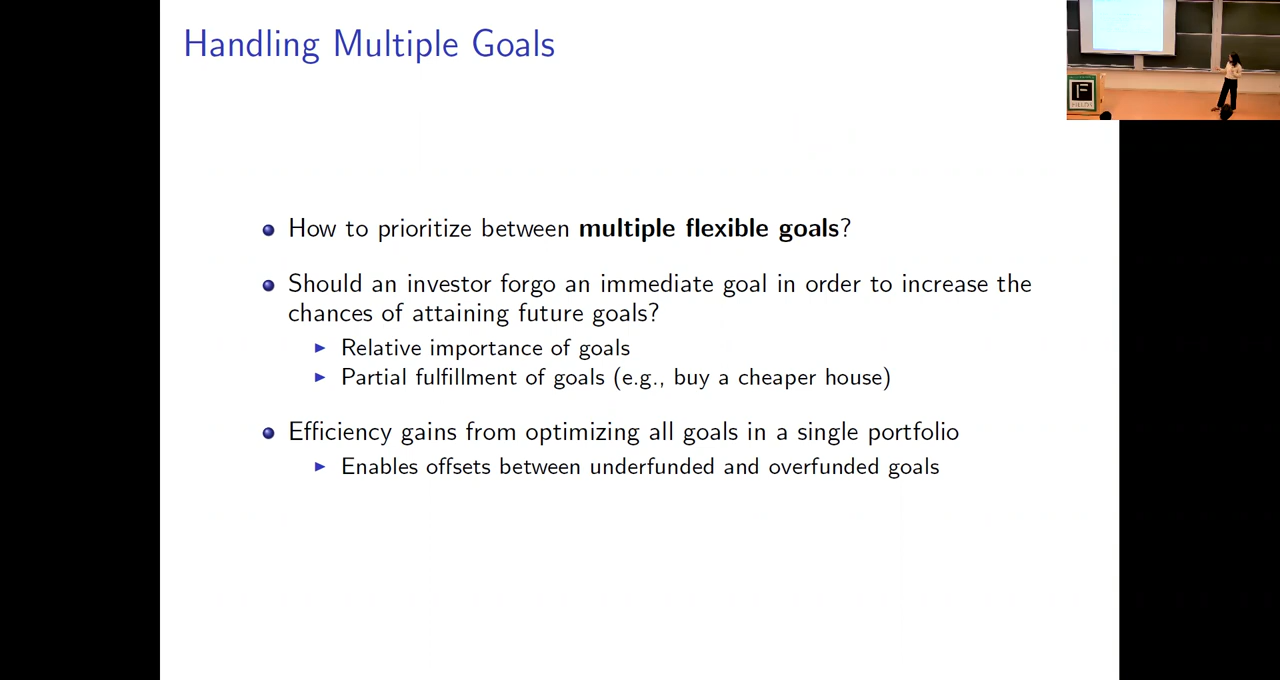 Handling Multiple Goals
How to prioritize between multiple flexible goals?
Should an investor forgo an immediate goal in order to increase the
chances of attaining future goals?
Relative importance of goals
Partial fulfillment of goals (e.g., buy a cheaper house)
Efficiency gains from optimizing all goals in a single portfolio
Enables offsets between underfunded and overfunded goals
F
FIELDS